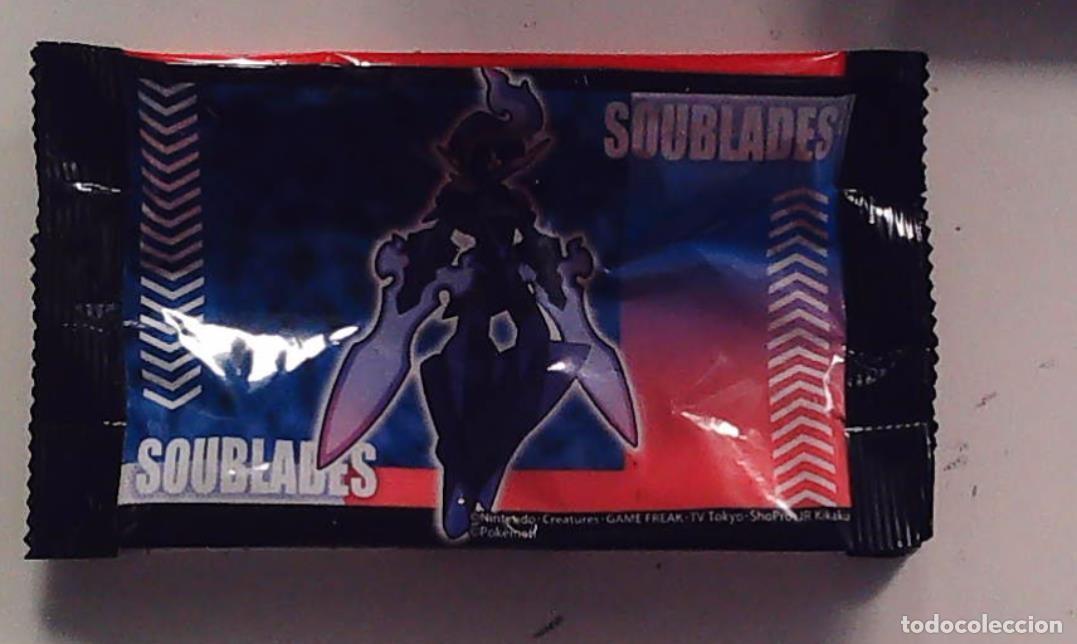 SOUBLADES
SOUBLADES
©Nintendo・Creatures・GAME FREAK・TV Tokyo・ShoPro・JR Kikaku
©Pokémon
todocoleccion